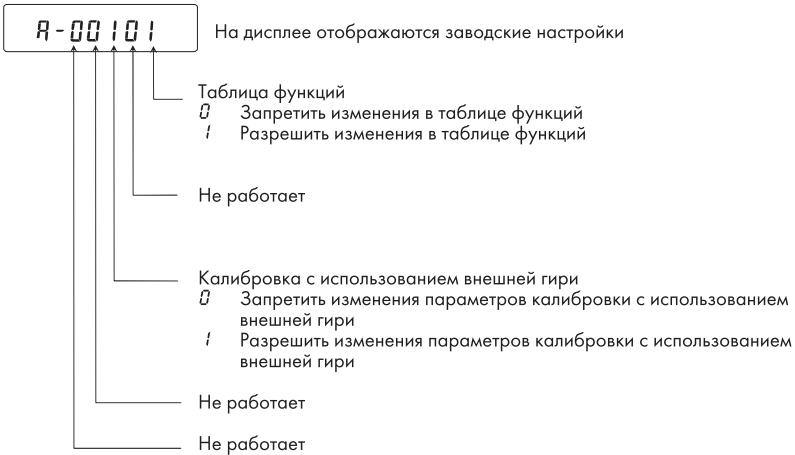 A-00101
На дисплее отображаются заводские настройки
Таблица функций
0 Запретить изменения в таблице функций
1 Разрешить изменения в таблице функций
Не работает
Калибровка с использованием внешней гири
0 Запретить изменения параметров калибровки с использованием
внешней гири
1 Разрешить изменения параметров калибровки с использованием
внешней гири
Не работает
Не работает